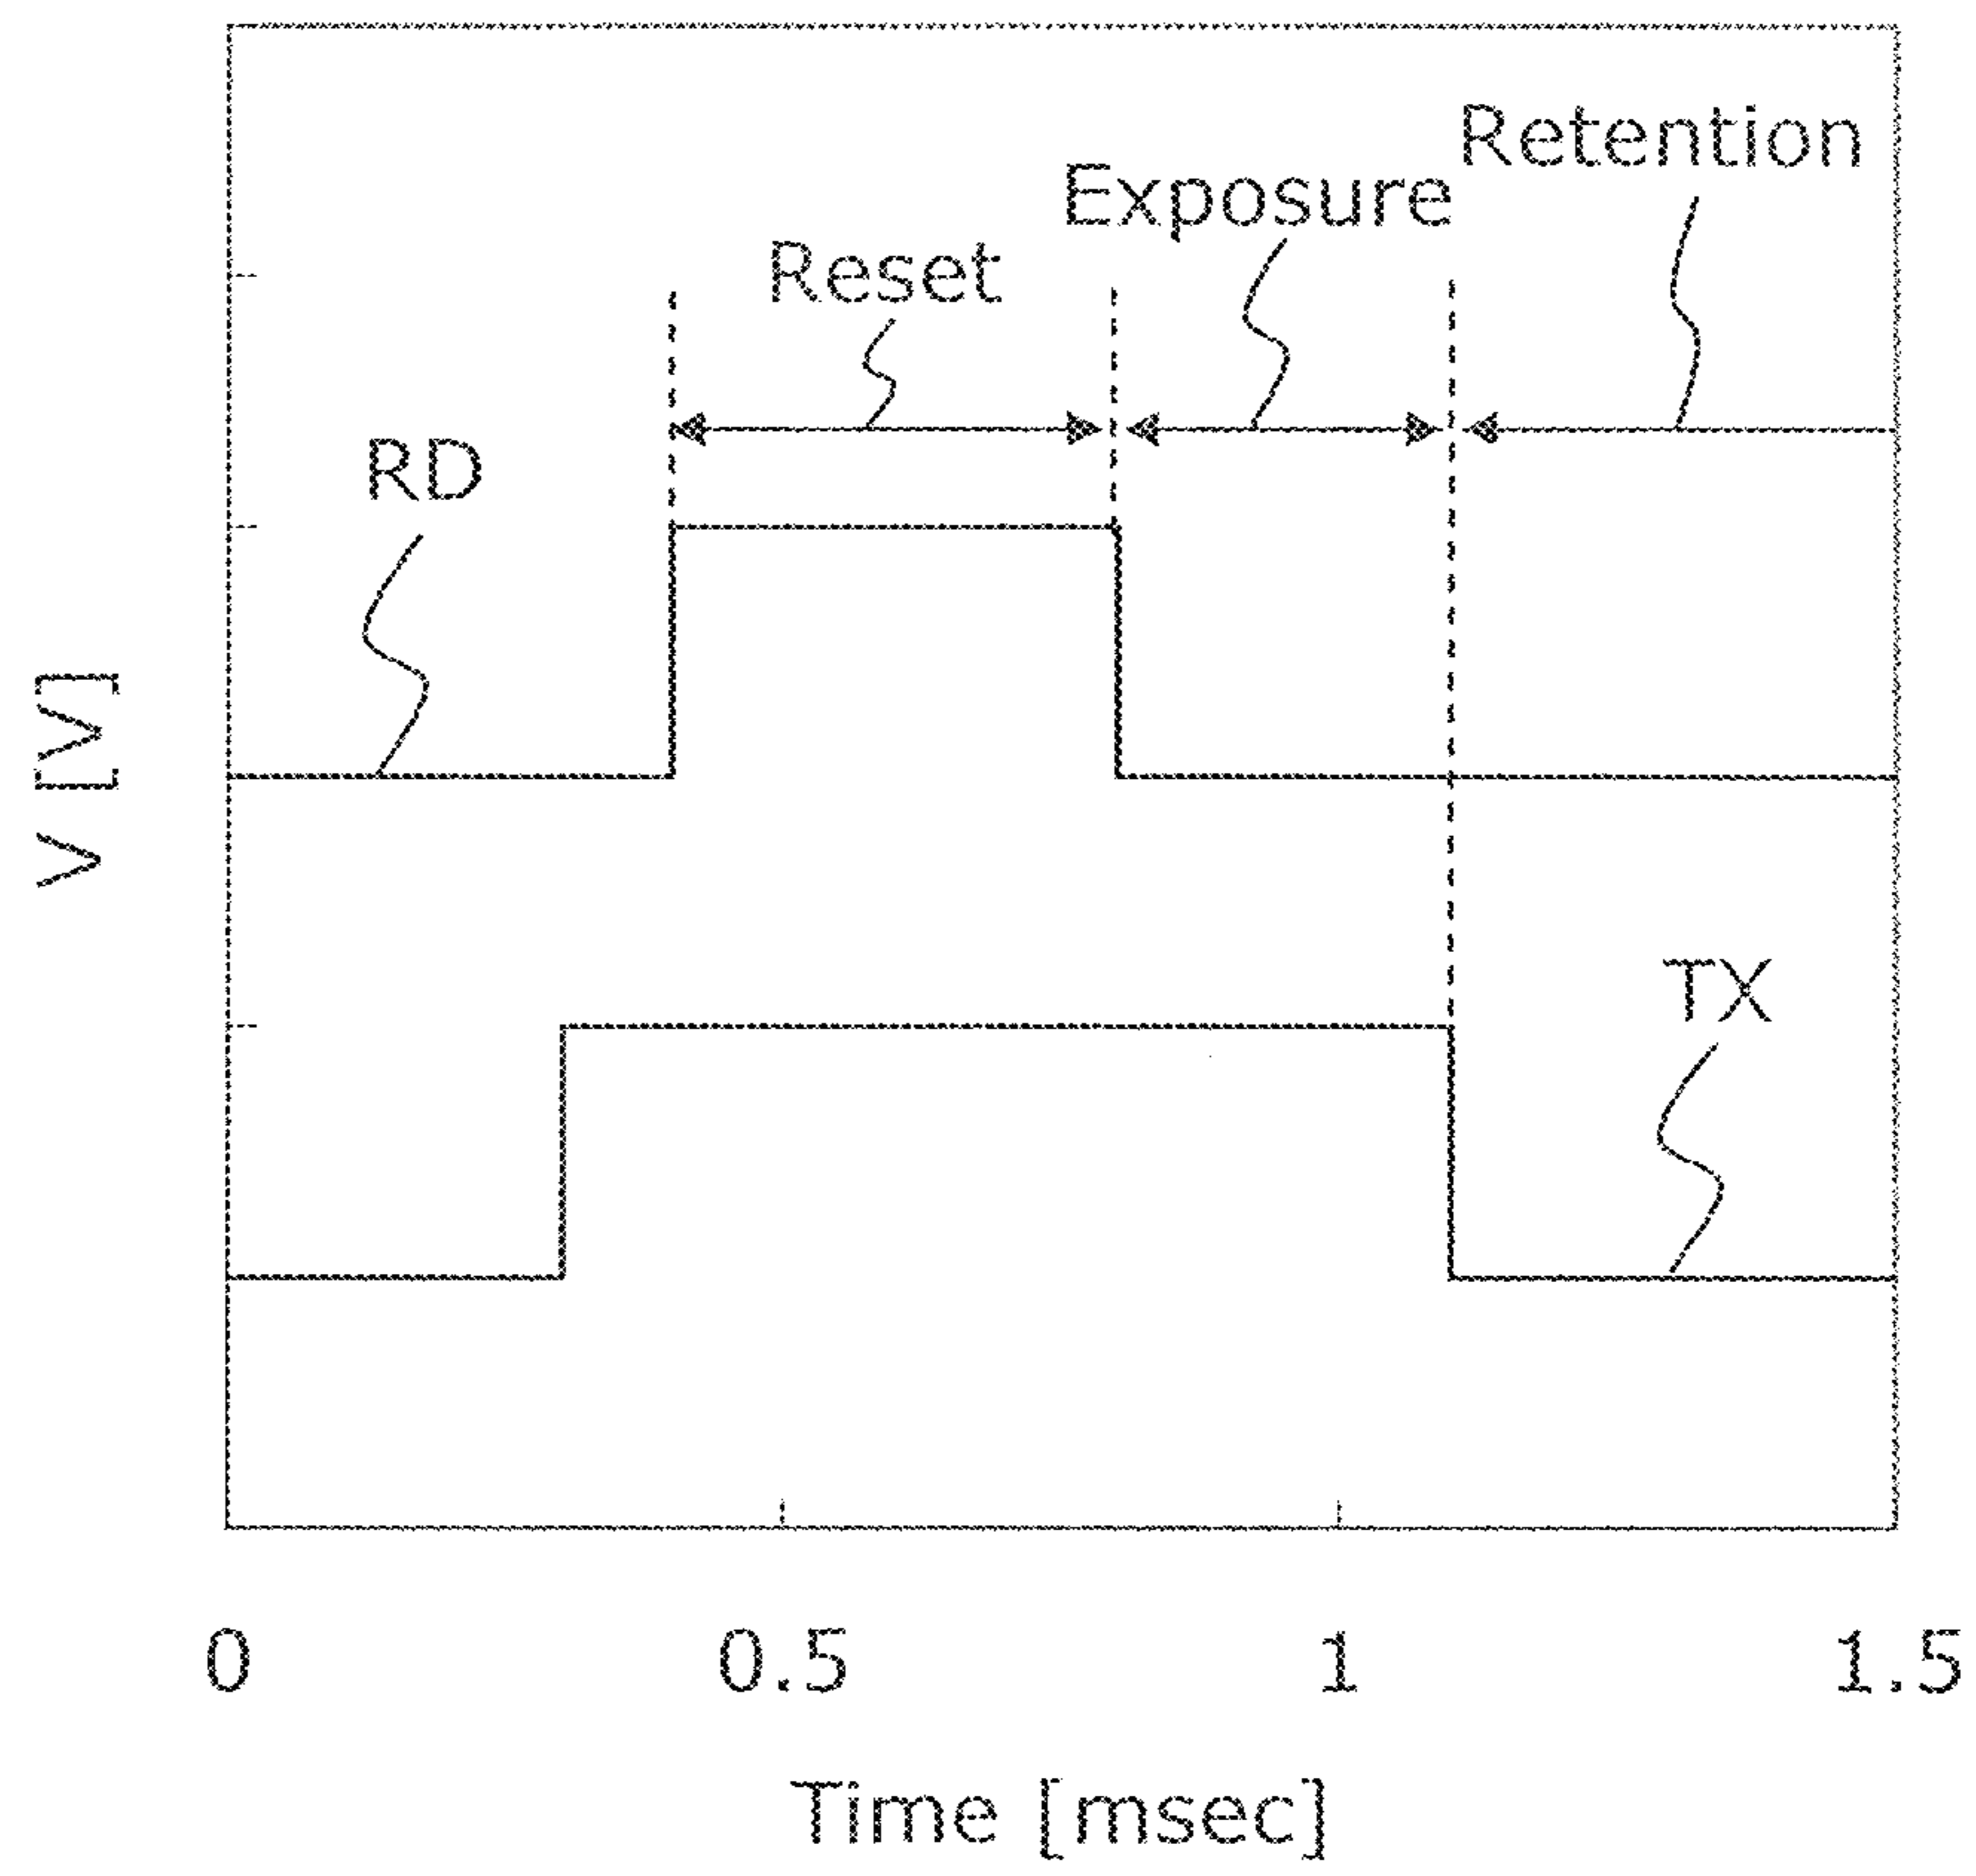 Retention
Exposure
Reset
RD
V [V]
TX
0 0.5 1 1.5
Time [msec]